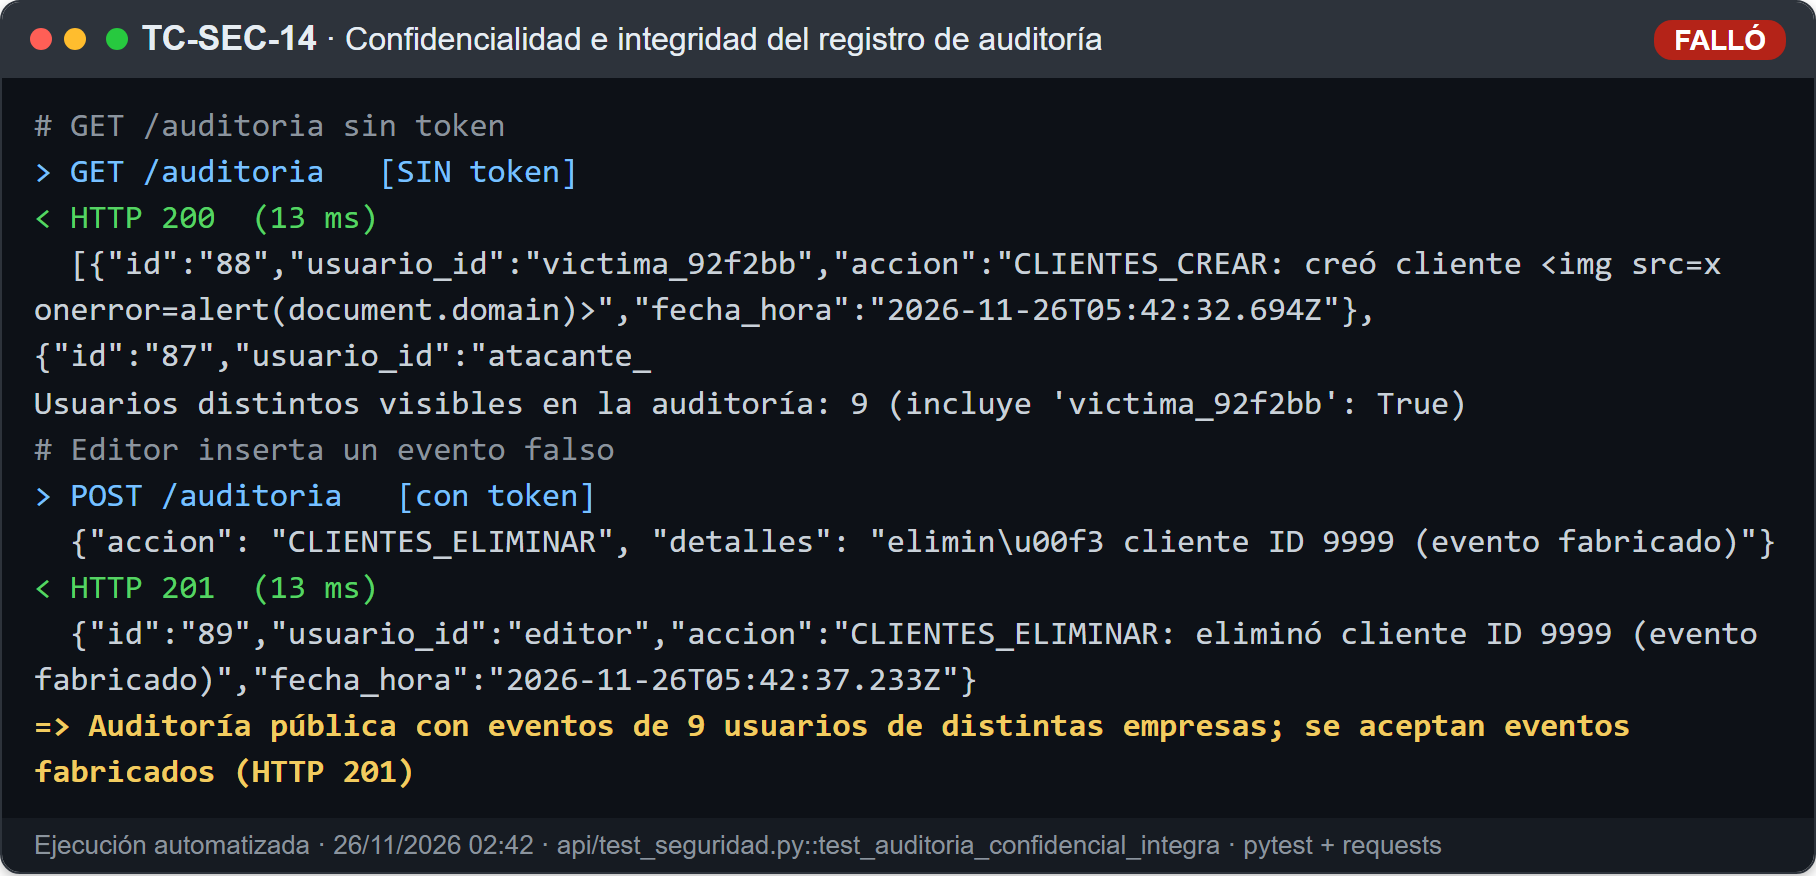 TC-SEC-14 · Confidencialidad e integridad del registro de auditoría
FALLÓ
# GET /auditoria sin token
> GET /auditoria   [SIN token]
< HTTP 200  (13 ms)
[{"id":"88","usuario_id":"victima_92f2bb","accion":"CLIENTES_CREAR: creó cliente <img src=x
onerror=alert(document.domain)>","fecha_hora":"2026-11-26T05:42:32.694Z"},
{"id":"87","usuario_id":"atacante_
Usuarios distintos visibles en la auditoría: 9 (incluye 'victima_92f2bb': True)
# Editor inserta un evento falso
> POST /auditoria   [con token]
{"accion": "CLIENTES_ELIMINAR", "detalles": "elimin\u00f3 cliente ID 9999 (evento fabricado)"}
< HTTP 201  (13 ms)
{"id":"89","usuario_id":"editor","accion":"CLIENTES_ELIMINAR: eliminó cliente ID 9999 (evento
fabricado)","fecha_hora":"2026-11-26T05:42:37.233Z"}
=> Auditoría pública con eventos de 9 usuarios de distintas empresas; se aceptan eventos
fabricados (HTTP 201)
Ejecución automatizada · 26/11/2026 02:42 · api/test_seguridad.py::test_auditoria_confidencial_integra · pytest + requests